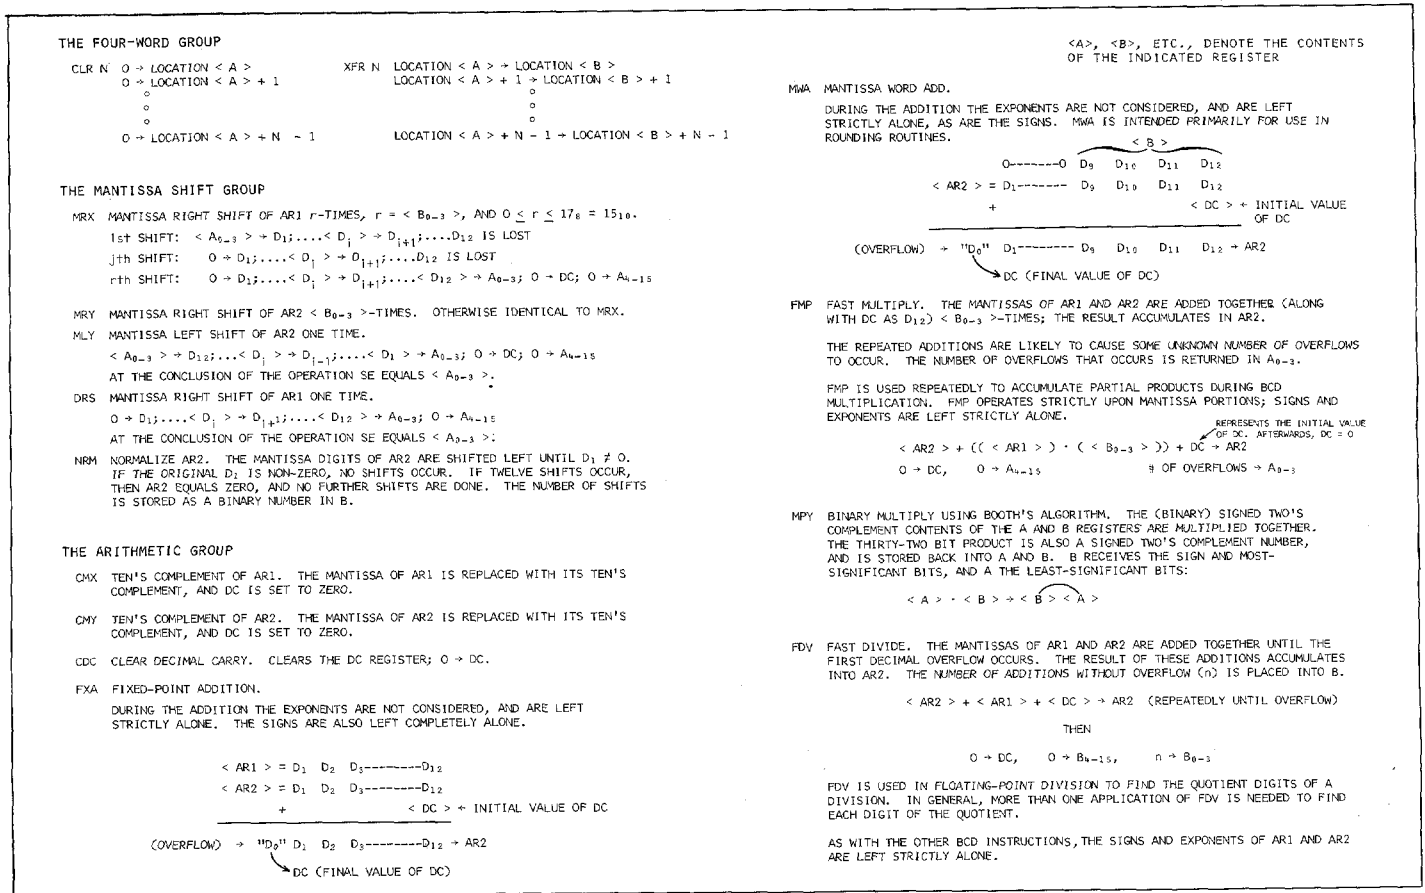 THE FOUR-WORD GROUP
CLR N 0 → LOCATION < A >
0 → LOCATION < A > + 1
0 → LOCATION < A > + N - 1
XFR N LOCATION < A > → LOCATION < B >
LOCATION < A > + 1 → LOCATION < B > + 1
LOCATION < A > + N - 1 → LOCATION < B > + N - 1
THE MANTISSA SHIFT GROUP
MRX MANTISSA RIGHT SHIFT OF AR1 r-TIMES, r = < B₀₋₃ >, AND 0 ≤ r ≤ 17₈ = 15₁₀.
1st SHIFT: < A₀₋₃ > → D₁;....< Dⱼ > → Dⱼ₊₁;....D₁₂ IS LOST
jth SHIFT: 0 → D₁;....< Dⱼ > → Dⱼ₊₁;....D₁₂ IS LOST
rth SHIFT: 0 → D₁;....< Dⱼ > → Dⱼ₊₁;....< D₁₂ > → A₀₋₃; 0 → DC; 0 → A₄₋₁₅
MRY MANTISSA RIGHT SHIFT OF AR2 < B₀₋₃ >-TIMES. OTHERWISE IDENTICAL TO MRX.
MLY MANTISSA LEFT SHIFT OF AR2 ONE TIME.
< A₀₋₃ > → D₁₂;...< Dⱼ > → Dⱼ₋₁;....< D₁ > → A₀₋₃; 0 → DC; 0 → A₄₋₁₅
AT THE CONCLUSION OF THE OPERATION SE EQUALS < A₀₋₃ >.
DRS MANTISSA RIGHT SHIFT OF AR1 ONE TIME.
0 → D₁;....< Dⱼ > → Dⱼ₊₁;....< D₁₂ > → A₀₋₃; 0 → A₄₋₁₅
AT THE CONCLUSION OF THE OPERATION SE EQUALS < A₀₋₃ >.
NRM NORMALIZE AR2. THE MANTISSA DIGITS OF AR2 ARE SHIFTED LEFT UNTIL D₁ ≠ 0.
IF THE ORIGINAL D₁ IS NON-ZERO, NO SHIFTS OCCUR. IF TWELVE SHIFTS OCCUR,
THEN AR2 EQUALS ZERO, AND NO FURTHER SHIFTS ARE DONE. THE NUMBER OF SHIFTS
IS STORED AS A BINARY NUMBER IN B.
THE ARITHMETIC GROUP
CMX TEN'S COMPLEMENT OF AR1. THE MANTISSA OF AR1 IS REPLACED WITH ITS TEN'S
COMPLEMENT, AND DC IS SET TO ZERO.
CMY TEN'S COMPLEMENT OF AR2. THE MANTISSA OF AR2 IS REPLACED WITH ITS TEN'S
COMPLEMENT, AND DC IS SET TO ZERO.
CDC CLEAR DECIMAL CARRY. CLEARS THE DC REGISTER; 0 → DC.
FXA FIXED-POINT ADDITION.
DURING THE ADDITION THE EXPONENTS ARE NOT CONSIDERED, AND ARE LEFT
STRICTLY ALONE. THE SIGNS ARE ALSO LEFT COMPLETELY ALONE.
< AR1 > = D₁ D₂ D₃--------D₁₂
< AR2 > = D₁ D₂ D₃--------D₁₂
+ < DC > ← INITIAL VALUE OF DC
(OVERFLOW) → "D₀" D₁ D₂ D₃--------D₁₂ → AR2
DC (FINAL VALUE OF DC)
<A>, <B>, ETC., DENOTE THE CONTENTS
OF THE INDICATED REGISTER
MWA MANTISSA WORD ADD.
DURING THE ADDITION THE EXPONENTS ARE NOT CONSIDERED, AND ARE LEFT
STRICTLY ALONE, AS ARE THE SIGNS. MWA IS INTENDED PRIMARILY FOR USE IN
ROUNDING ROUTINES.
< B >
0-------0 D₉ D₁₀ D₁₁ D₁₂
< AR2 > = D₁------- D₉ D₁₀ D₁₁ D₁₂
+ < DC > ← INITIAL VALUE
OF DC
(OVERFLOW) → "D₀" D₁-------- D₉ D₁₀ D₁₁ D₁₂ → AR2
DC (FINAL VALUE OF DC)
FMP FAST MULTIPLY. THE MANTISSAS OF AR1 AND AR2 ARE ADDED TOGETHER (ALONG
WITH DC AS D₁₂) < B₀₋₃ >-TIMES; THE RESULT ACCUMULATES IN AR2.
THE REPEATED ADDITIONS ARE LIKELY TO CAUSE SOME UNKNOWN NUMBER OF OVERFLOWS
TO OCCUR. THE NUMBER OF OVERFLOWS THAT OCCURS IS RETURNED IN A₀₋₃.
FMP IS USED REPEATEDLY TO ACCUMULATE PARTIAL PRODUCTS DURING BCD
MULTIPLICATION. FMP OPERATES STRICTLY UPON MANTISSA PORTIONS; SIGNS AND
EXPONENTS ARE LEFT STRICTLY ALONE.
REPRESENTS THE INITIAL VALUE
OF DC. AFTERWARDS, DC = 0
< AR2 > + (( < AR1 > ) · ( < B₀₋₃ > )) + DC → AR2
0 → DC, 0 → A₄₋₁₅ # OF OVERFLOWS → A₀₋₃
MPY BINARY MULTIPLY USING BOOTH'S ALGORITHM. THE (BINARY) SIGNED TWO'S
COMPLEMENT CONTENTS OF THE A AND B REGISTERS ARE MULTIPLIED TOGETHER.
THE THIRTY-TWO BIT PRODUCT IS ALSO A SIGNED TWO'S COMPLEMENT NUMBER,
AND IS STORED BACK INTO A AND B. B RECEIVES THE SIGN AND MOST-
SIGNIFICANT BITS, AND A THE LEAST-SIGNIFICANT BITS:
< A > · < B > → < B > < A >
FDV FAST DIVIDE. THE MANTISSAS OF AR1 AND AR2 ARE ADDED TOGETHER UNTIL THE
FIRST DECIMAL OVERFLOW OCCURS. THE RESULT OF THESE ADDITIONS ACCUMULATES
INTO AR2. THE NUMBER OF ADDITIONS WITHOUT OVERFLOW (n) IS PLACED INTO B.
< AR2 > + < AR1 > + < DC > → AR2 (REPEATEDLY UNTIL OVERFLOW)
THEN
0 → DC, 0 → B₄₋₁₅, n → B₀₋₃
FDV IS USED IN FLOATING-POINT DIVISION TO FIND THE QUOTIENT DIGITS OF A
DIVISION. IN GENERAL, MORE THAN ONE APPLICATION OF FDV IS NEEDED TO FIND
EACH DIGIT OF THE QUOTIENT.
AS WITH THE OTHER BCD INSTRUCTIONS, THE SIGNS AND EXPONENTS OF AR1 AND AR2
ARE LEFT STRICTLY ALONE.